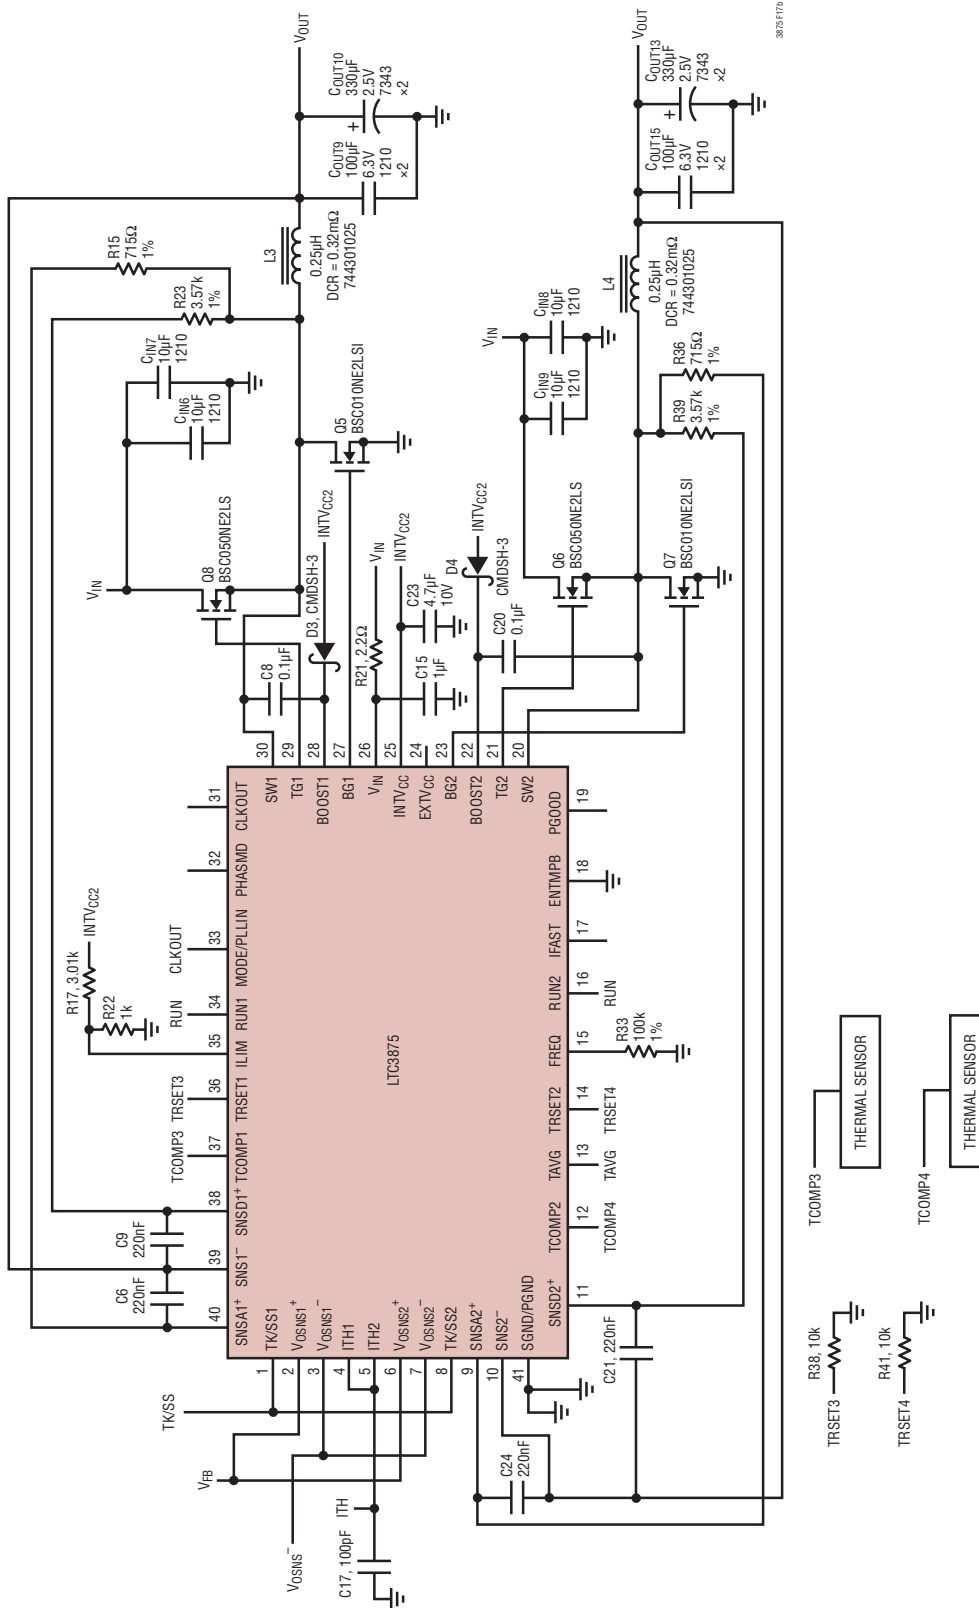 VOUT
COUT10
330µF
2.5V
7343
×2
COUT9
100µF
6.3V
1210
×2
+
L3
0.25µH
DCR = 0.32mΩ
744301025
R15
715Ω
1%
R23
3.57k
1%
CIN7
10µF
1210
CIN6
10µF
1210
VIN
Q8
BSC050NE2LS
Q5
BSC010NE2LSI
D3, CMDSH-3
INTVCC2
C8
0.1µF
R21, 2.2Ω
VIN
INTVCC2
C23
4.7µF
10V
C15
1µF
D4
CMDSH-3
INTVCC2
C20
0.1µF
VIN
CIN8
10µF
1210
CIN9
10µF
1210
Q6
BSC050NE2LS
Q7
BSC010NE2LSI
L4
0.25µH
DCR = 0.32mΩ
744301025
R36
715Ω
1%
R39
3.57k
1%
VOUT
COUT13
330µF
2.5V
7343
×2
COUT15
100µF
6.3V
1210
×2
+
3875 F17b
30 SW1
29 TG1
28 BOOST1
27 BG1
26 VIN
25 INTVCC
24 EXTVCC
23 BG2
22 BOOST2
21 TG2
20 SW2
31 CLKOUT
32 PHASMD
33 MODE/PLLIN
CLKOUT
34 RUN1
RUN
35 ILIM
R17, 3.01k
INTVCC2
R22
1k
36 TRSET1
TRSET3
37 TCOMP1
TCOMP3
38 SNSD1+
39 SNS1–
40 SNSA1+
C9
220nF
C6
220nF
LTC3875
19 PGOOD
18 ENTMPB
17 IFAST
16 RUN2
RUN
15 FREQ
R33
100k
1%
14 TRSET2
TRSET4
13 TAVG
TAVG
12 TCOMP2
TCOMP4
11 SNSD2+
1 TK/SS1
2 VOSNS1+
3 VOSNS1–
4 ITH1
5 ITH2
6 VOSNS2+
7 VOSNS2–
8 TK/SS2
9 SNSA2+
10 SNS2–
41 SGND/PGND
TK/SS
VFB
VOSNS–
ITH
C17, 100pF
C24
220nF
C21, 220nF
TCOMP3
THERMAL SENSOR
TCOMP4
THERMAL SENSOR
TRSET3
R38, 10k
TRSET4
R41, 10k